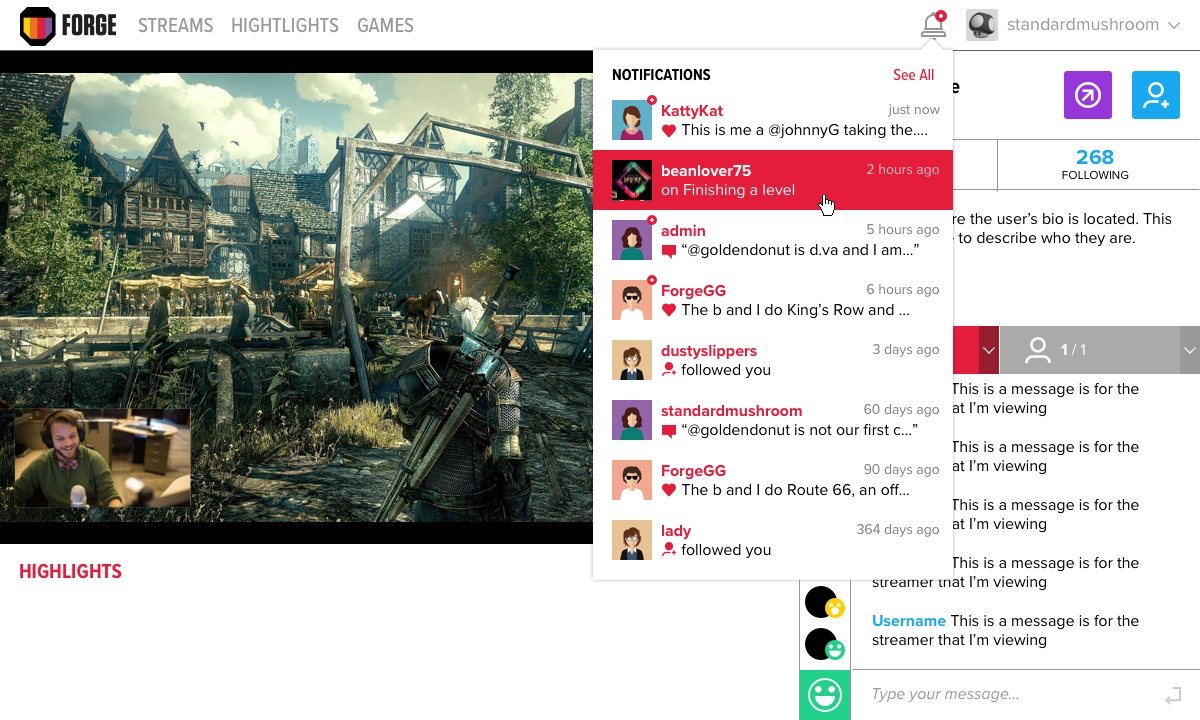 FORGE STREAMS HIGHTLIGHTS GAMES standardmushroom
NOTIFICATIONS See All
KattyKat just now
This is me a @johnnyG taking the....
beanlover75 2 hours ago
on Finishing a level
admin 5 hours ago
“@goldendonut is d.va and I am...”
ForgeGG 6 hours ago
The b and I do King’s Row and ...
dustyslippers 3 days ago
followed you
standardmushroom 60 days ago
“@goldendonut is not our first c...”
ForgeGG 90 days ago
The b and I do Route 66, an off...
lady 364 days ago
followed you
e
268
FOLLOWING
re the user’s bio is located. This
to describe who they are.
1 / 1
This is a message is for the
at I’m viewing
This is a message is for the
at I’m viewing
This is a message is for the
at I’m viewing
This is a message is for the
streamer that I’m viewing
Username This is a message is for the
streamer that I’m viewing
Type your message...
HIGHLIGHTS